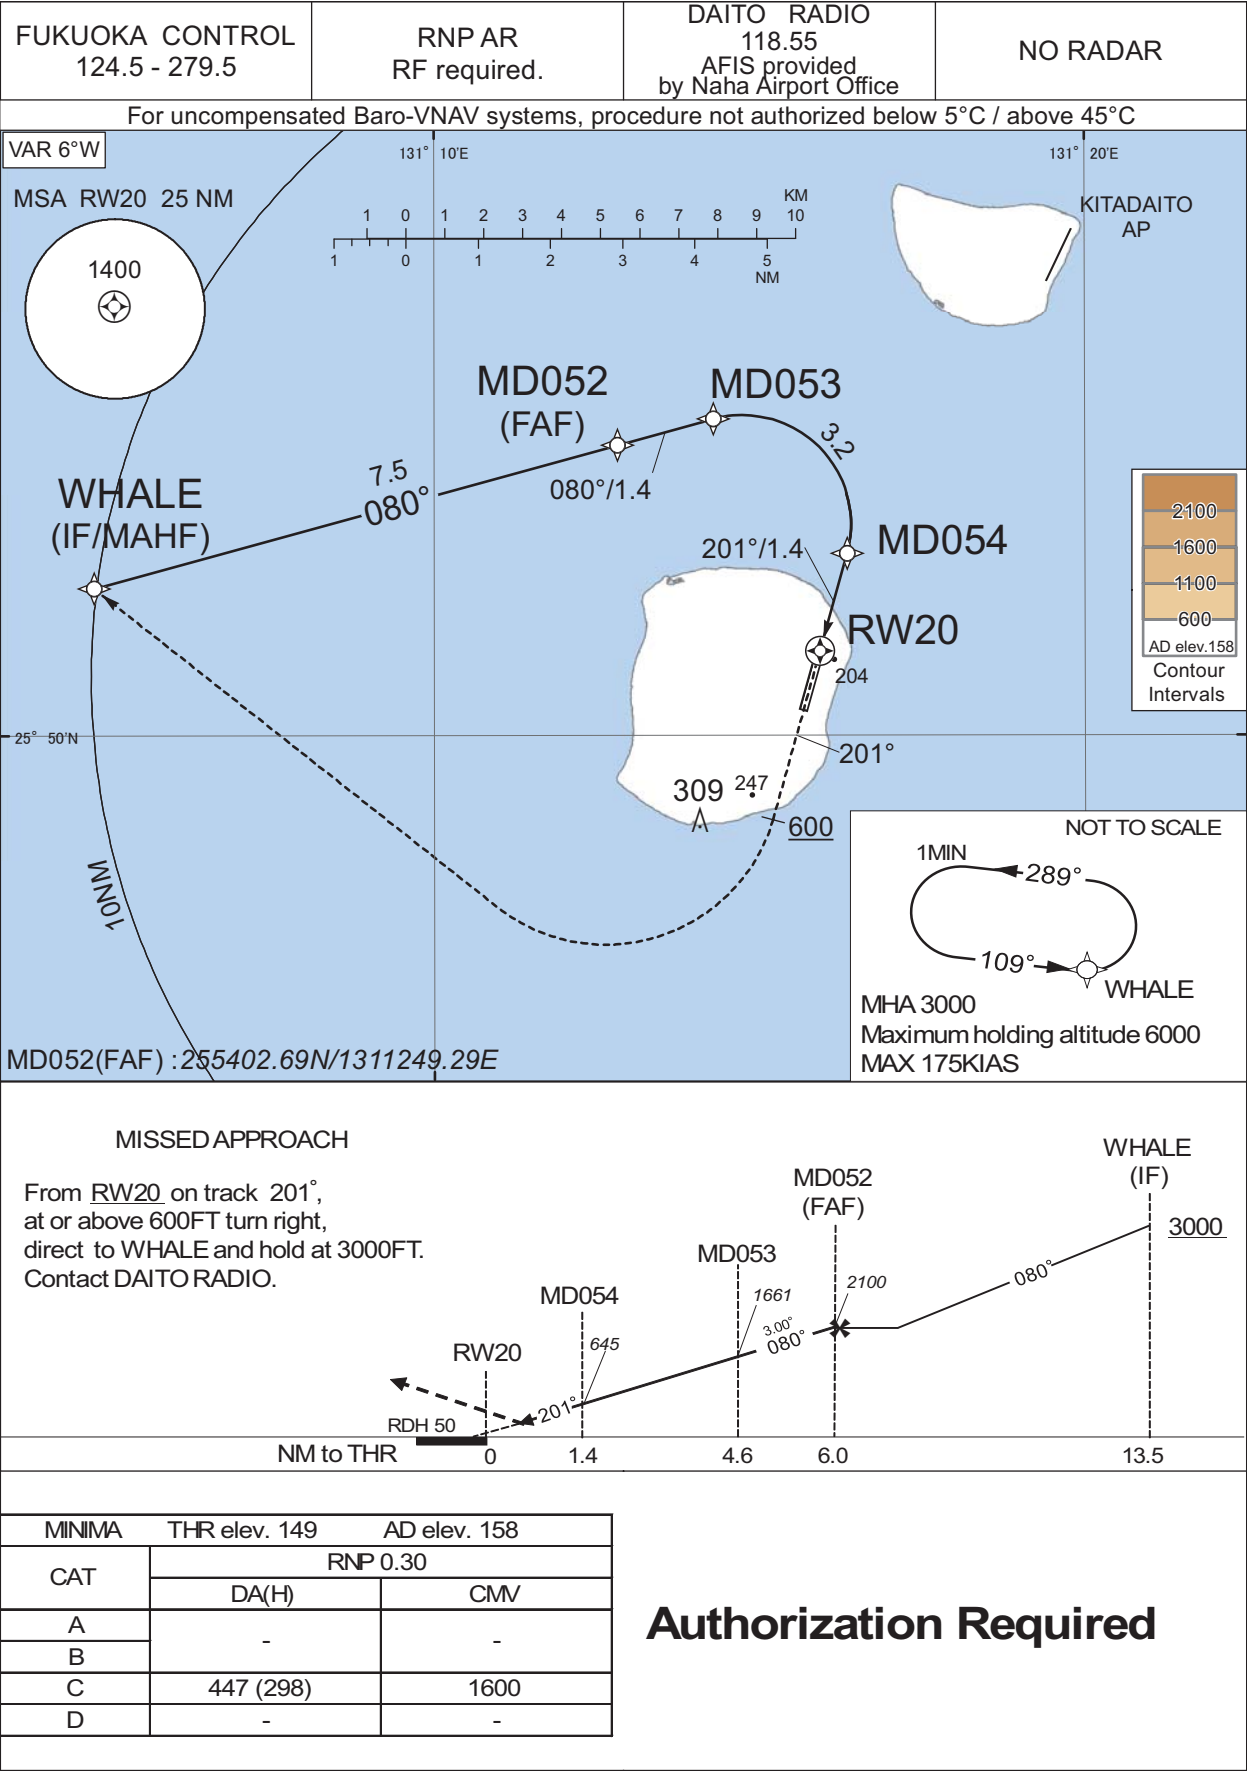 FUKUOKA CONTROL
124.5 - 279.5
RNP AR
RF required.
DAITO RADIO
118.55
AFIS provided
by Naha Airport Office
NO RADAR
For uncompensated Baro-VNAV systems, procedure not authorized below 5°C / above 45°C
VAR 6°W
131° 10'E
131° 20'E
MSA RW20 25 NM
1400
KM
1 0 1 2 3 4 5 6 7 8 9 10
1 0 1 2 3 4 5
NM
KITADAITO
AP
MD052
(FAF)
MD053
3.2
7.5
080°
080°/1.4
WHALE
(IF/MAHF)
201°/1.4
MD054
RW20
204
2100
1600
1100
600
AD elev.158
Contour
Intervals
25° 50'N
201°
309
247
600
10NM
NOT TO SCALE
1MIN
289°
109°
WHALE
MHA 3000
Maximum holding altitude 6000
MAX 175KIAS
MD052(FAF) : 255402.69N/1311249.29E
MISSED APPROACH
From RW20 on track 201°,
at or above 600FT turn right,
direct to WHALE and hold at 3000FT.
Contact DAITO RADIO.
WHALE
(IF)
3000
MD052
(FAF)
080°
MD053
2100
1661
3.00°
080°
MD054
645
RW20
201°
RDH 50
NM to THR
0 1.4 4.6 6.0 13.5
MINIMA THR elev. 149 AD elev. 158
CAT
RNP 0.30
DA(H) CMV
A
B
- -
C 447 (298) 1600
D - -
Authorization Required